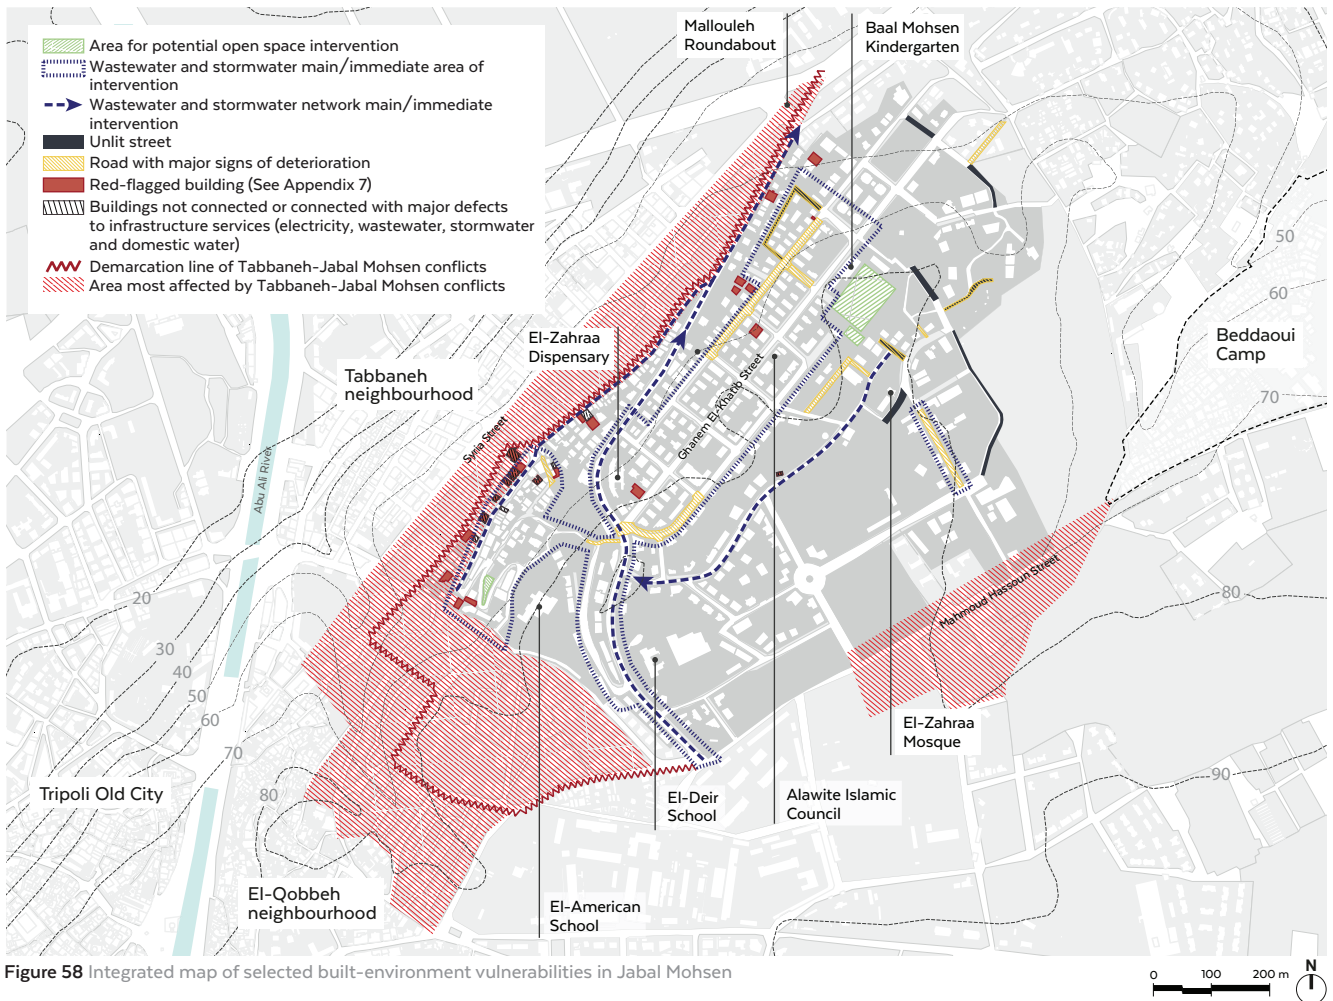 Area for potential open space intervention
Wastewater and stormwater main/immediate area of
intervention
Wastewater and stormwater network main/immediate
intervention
Unlit street
Road with major signs of deterioration
Red-flagged building (See Appendix 7)
Buildings not connected or connected with major defects
to infrastructure services (electricity, wastewater, stormwater
and domestic water)
Demarcation line of Tabbaneh-Jabal Mohsen conflicts
Area most affected by Tabbaneh-Jabal Mohsen conflicts
Mallouleh
Roundabout
Baal Mohsen
Kindergarten
50
60
Beddaoui
Camp
70
80
90
El-Zahraa
Dispensary
Tabbaneh
neighbourhood
Syria Street
Ghanem El-Khatib Street
Abu Ali River
Mahmoud Hassoun Street
20
30
40
50
60
70
80
Tripoli Old City
El-Qobbeh
neighbourhood
El-American
School
El-Deir
School
Alawite Islamic
Council
El-Zahraa
Mosque
Figure 58 Integrated map of selected built-environment vulnerabilities in Jabal Mohsen
0 100 200 m
N